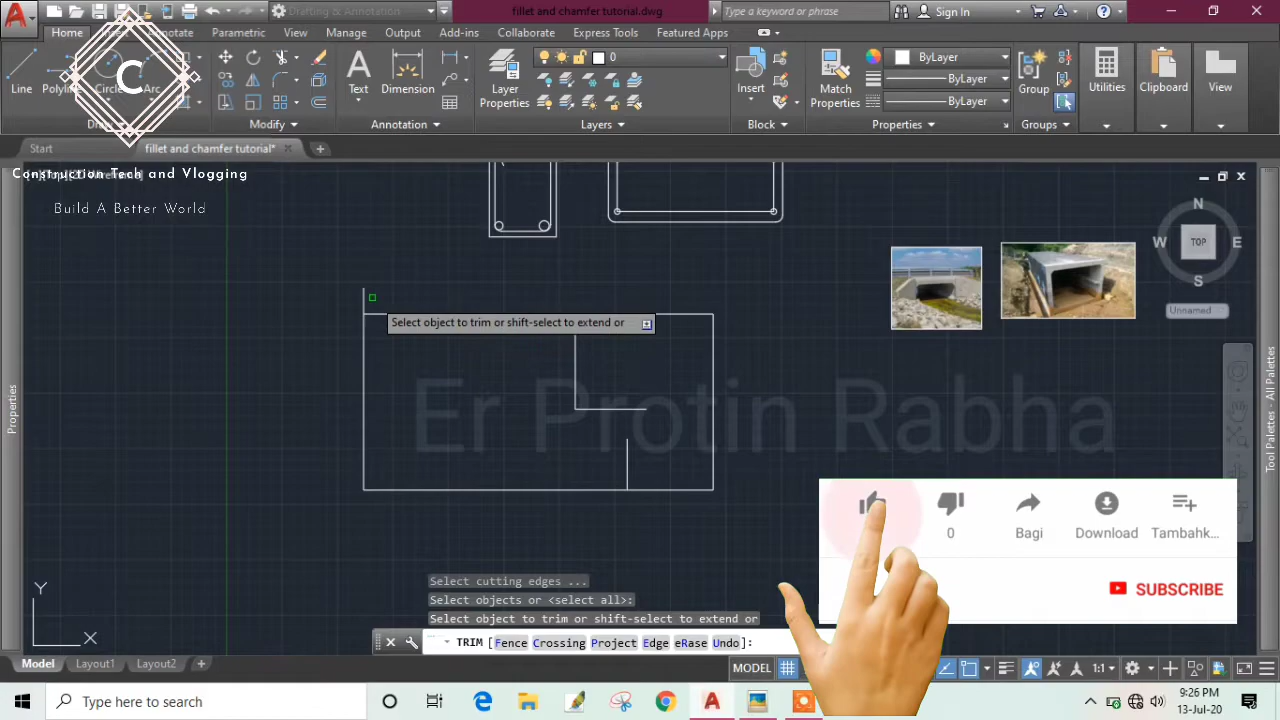 Drafting & Annotation
fillet and chamfer tutorial.dwg
Type a keyword or phrase
Sign In
Home
Annotate
Parametric
View
Manage
Output
Add-ins
Collaborate
Express Tools
Featured Apps
Line
Polyline
Arc
Text
Dimension
Layer
Properties
0
Insert
Match
Properties
ByLayer
ByLayer
ByLayer
Group
Utilities
Clipboard
View
Modify
Annotation
Layers
Block
Properties
Groups
C
Start
fillet and chamfer tutorial*
Construction Tech and Vlogging
Build A Better World
N
W
TOP
E
S
Unnamed
Select object to trim or shift-select to extend or
Er Protin Rabha
Properties
Tool Palettes - All Palettes
0
Bagi
Download
Tambahk...
SUBSCRIBE
Select cutting edges ...
Select objects or <select all>:
Select object to trim or shift-select to extend or
TRIM [Fence Crossing Project Edge eRase Undo]:
Y
X
Model
Layout1
Layout2
MODEL
1:1
Type here to search
9:26 PM
13-Jul-20